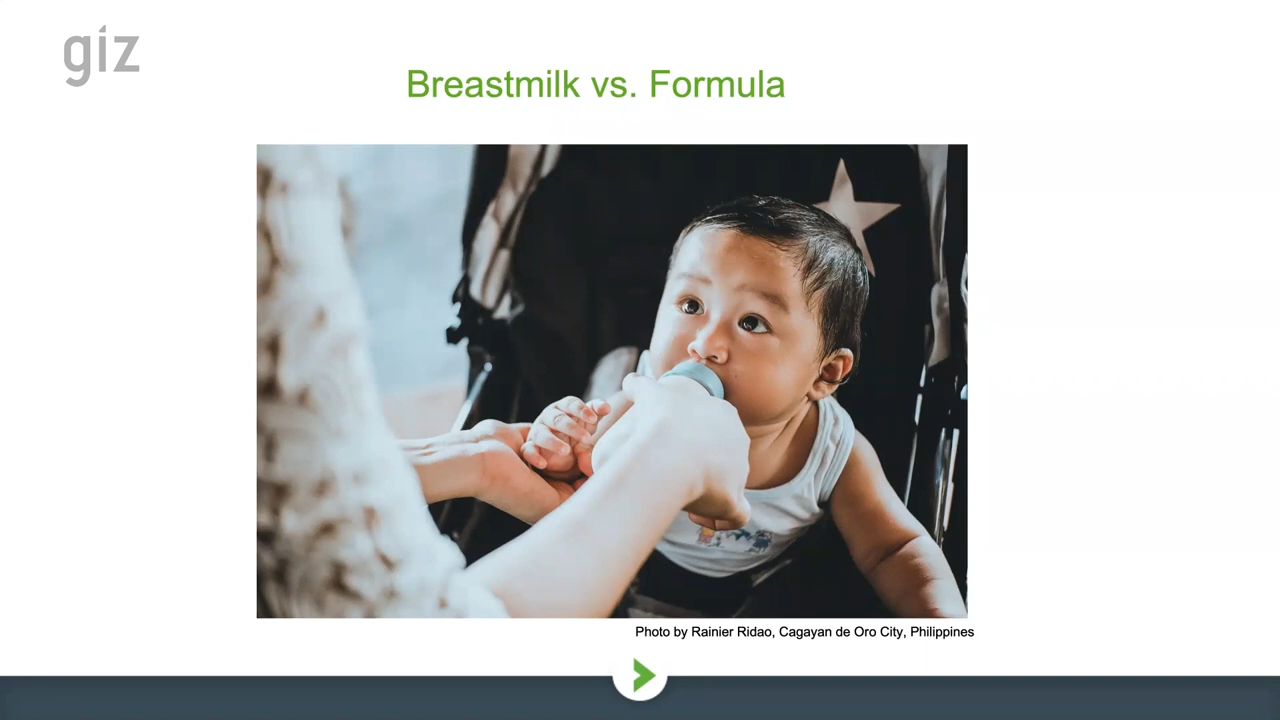 giz
Breastmilk vs. Formula
Photo by Rainier Ridao, Cagayan de Oro City, Philippines